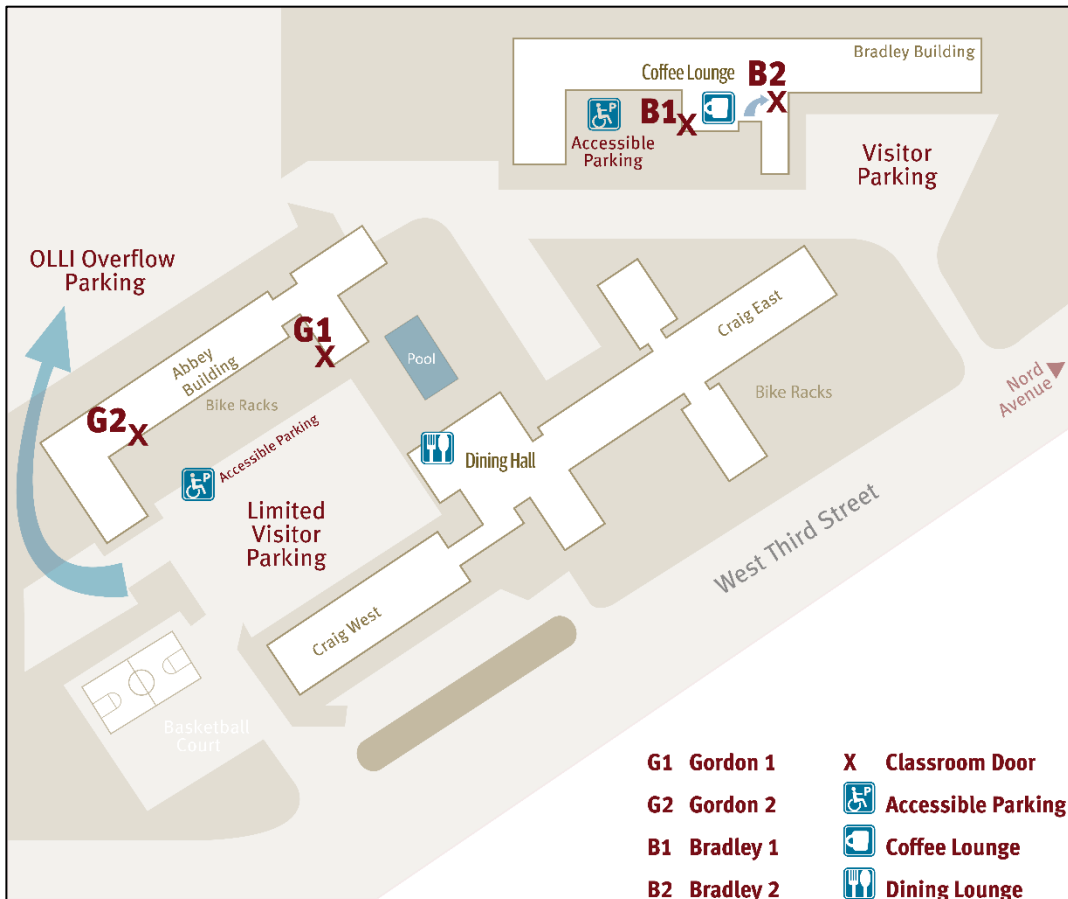 Bradley Building
Coffee Lounge
B2
X
P
B1
X
Accessible
Parking
Visitor
Parking
OLLI Overflow
Parking
G1
X
Abbey
Building
Pool
Craig East
Nord
Avenue
Bike Racks
Bike Racks
G2
X
Accessible Parking
P
Dining Hall
Limited
Visitor
Parking
West Third Street
Craig West
Basketball
Court
G1 Gordon 1
G2 Gordon 2
B1 Bradley 1
B2 Bradley 2
X Classroom Door
P Accessible Parking
Coffee Lounge
Dining Lounge